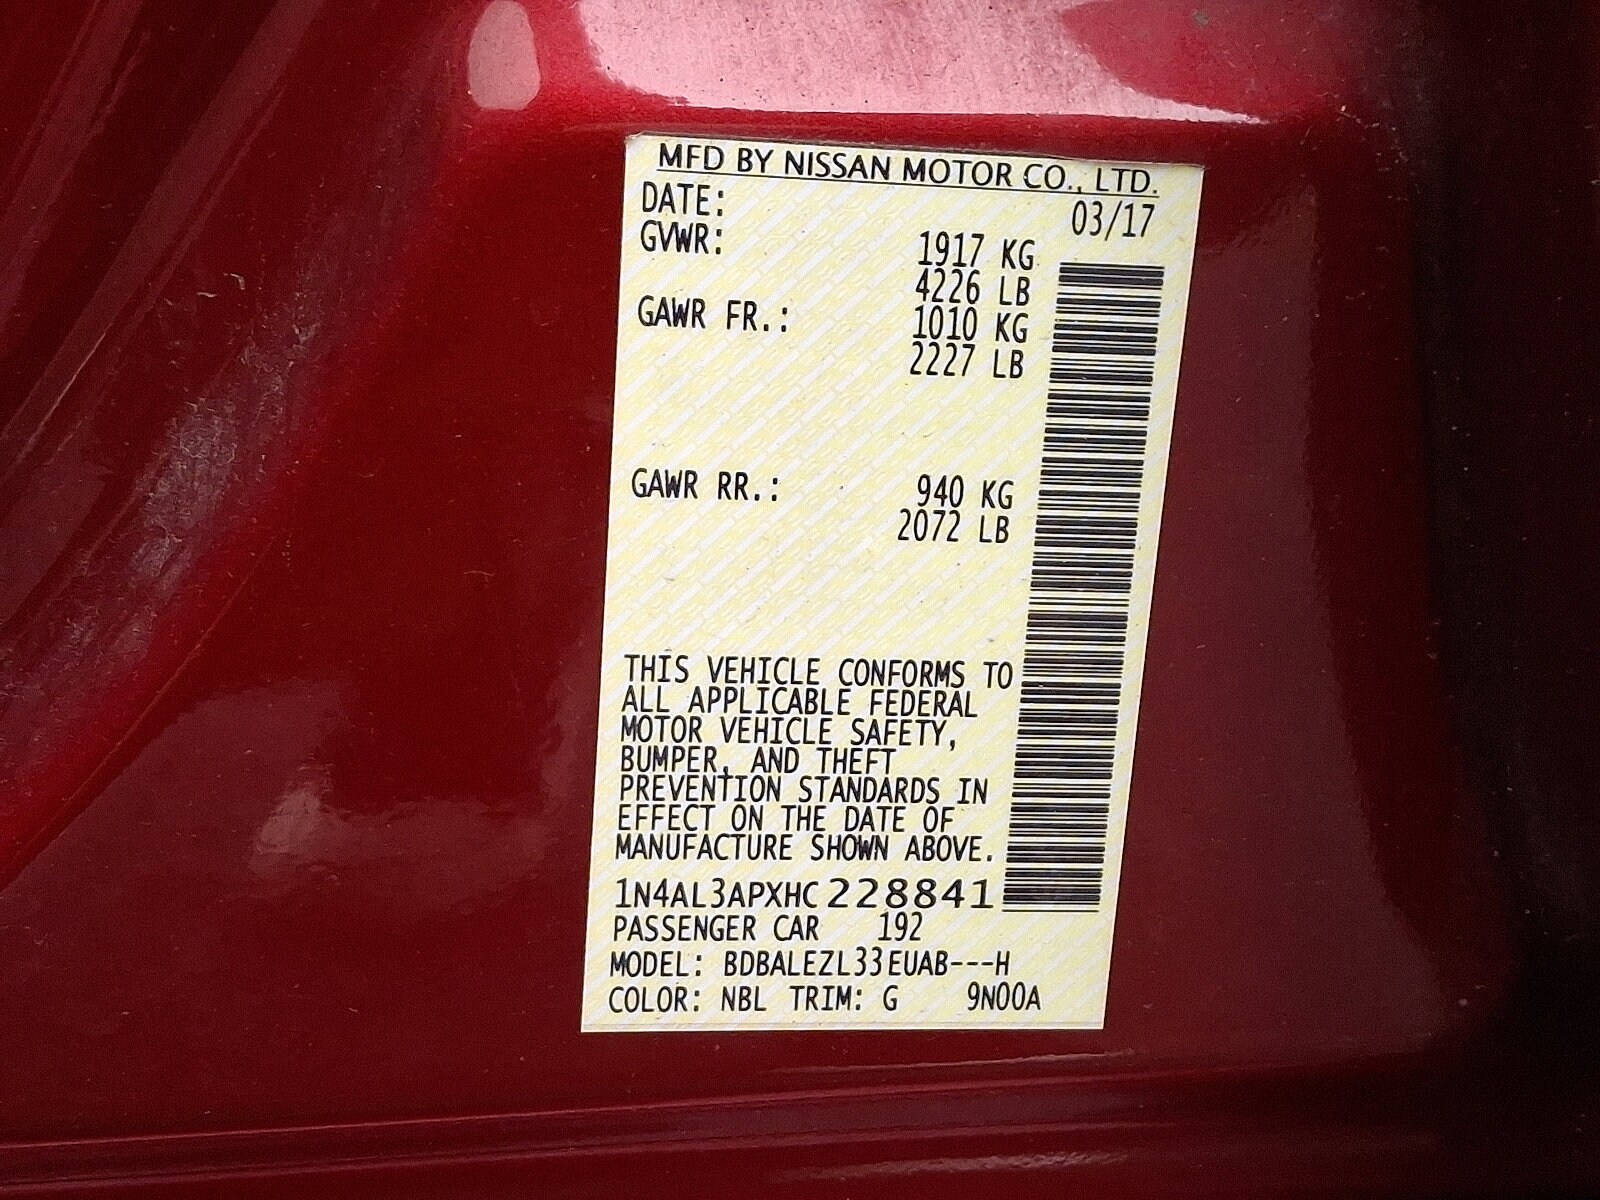 MFD BY NISSAN MOTOR CO., LTD.
DATE: 03/17
GVWR: 1917 KG
4226 LB
GAWR FR.: 1010 KG
2227 LB
GAWR RR.: 940 KG
2072 LB
THIS VEHICLE CONFORMS TO
ALL APPLICABLE FEDERAL
MOTOR VEHICLE SAFETY,
BUMPER, AND THEFT
PREVENTION STANDARDS IN
EFFECT ON THE DATE OF
MANUFACTURE SHOWN ABOVE.
1N4AL3APXHC228841
PASSENGER CAR 192
MODEL: BDBALEZL33EUAB---H
COLOR: NBL TRIM: G 9N00A